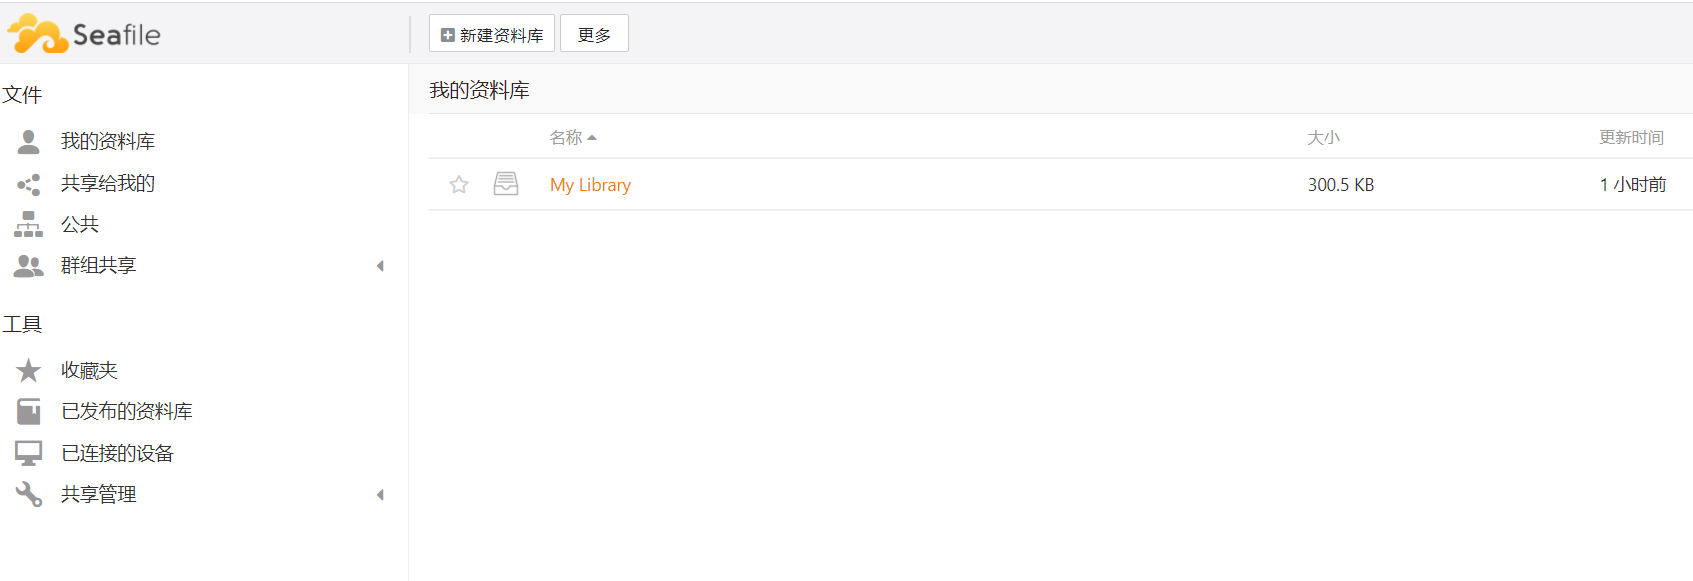 Seafile
新建资料库
更多
文件
我的资料库
共享给我的
公共
群组共享
工具
收藏夹
已发布的资料库
已连接的设备
共享管理
我的资料库
名称 大小 更新时间
My Library 300.5 KB 1 小时前